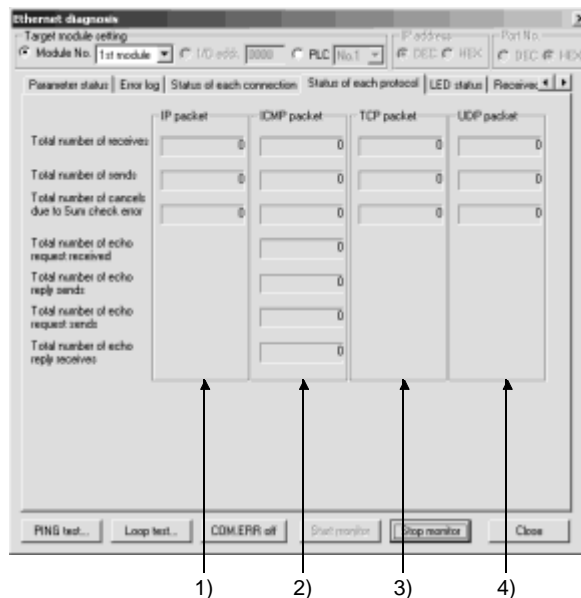 Ethernet diagnosis
Target module setting
Module No. 1st module I/O addr. 0000 PLC No.1
IP address
DEC HEX
Port No.
DEC HEX
Parameter status Error log Status of each connection Status of each protocol LED status Receive
IP packet ICMP packet TCP packet UDP packet
Total number of receives 0 0 0 0
Total number of sends 0 0 0 0
Total number of cancels
due to Sum check error 0 0 0 0
Total number of echo
request received 0
Total number of echo
reply sends 0
Total number of echo
request sends 0
Total number of echo
reply receives 0
PING test... Loop test... COM.ERR off Start monitor Stop monitor Close
1) 2) 3) 4)